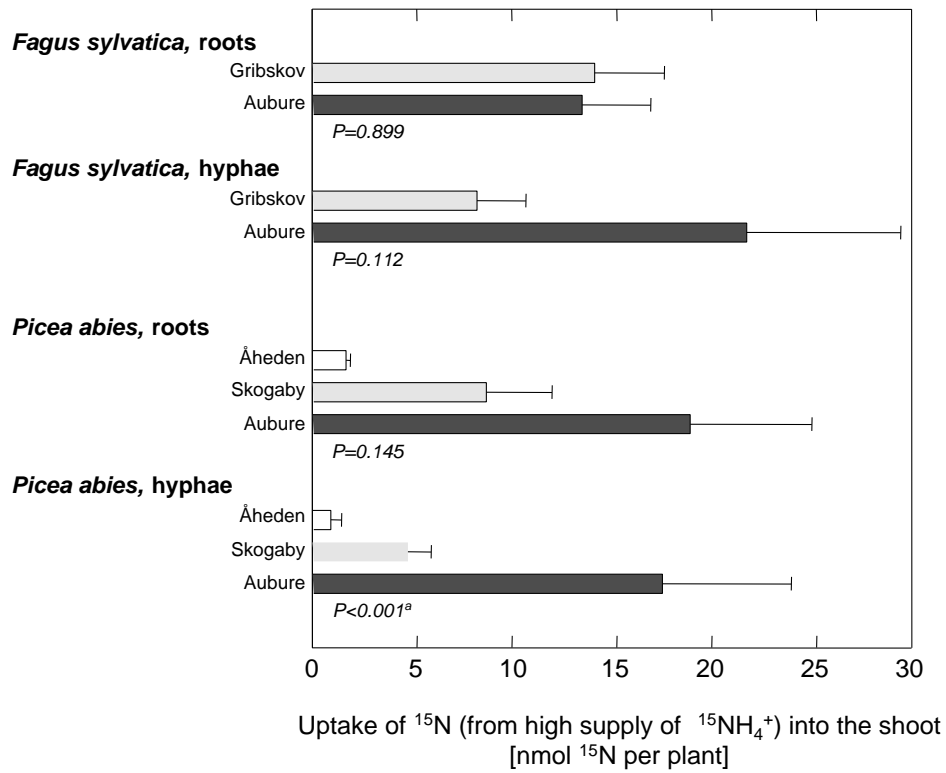 Fagus sylvatica, roots
Gribskov
Aubure
P=0.899
Fagus sylvatica, hyphae
Gribskov
Aubure
P=0.112
Picea abies, roots
Åheden
Skogaby
Aubure
P=0.145
Picea abies, hyphae
Åheden
Skogaby
Aubure
P<0.001ᵃ
0 5 10 15 20 25 30
Uptake of ¹⁵N (from high supply of ¹⁵NH₄⁺) into the shoot
[nmol ¹⁵N per plant]